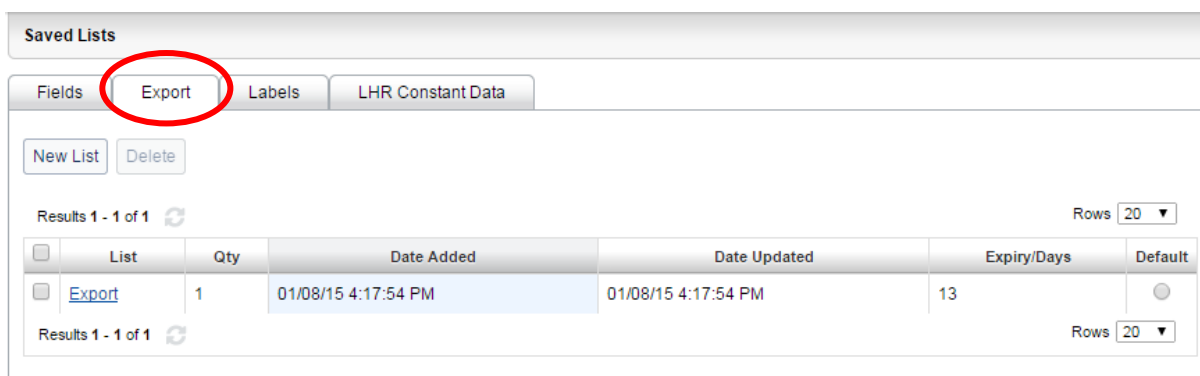 Saved Lists
Fields Export Labels LHR Constant Data
New List Delete
Results 1 - 1 of 1 Rows 20
List Qty Date Added Date Updated Expiry/Days Default
Export 1 01/08/15 4:17:54 PM 01/08/15 4:17:54 PM 13
Results 1 - 1 of 1 Rows 20